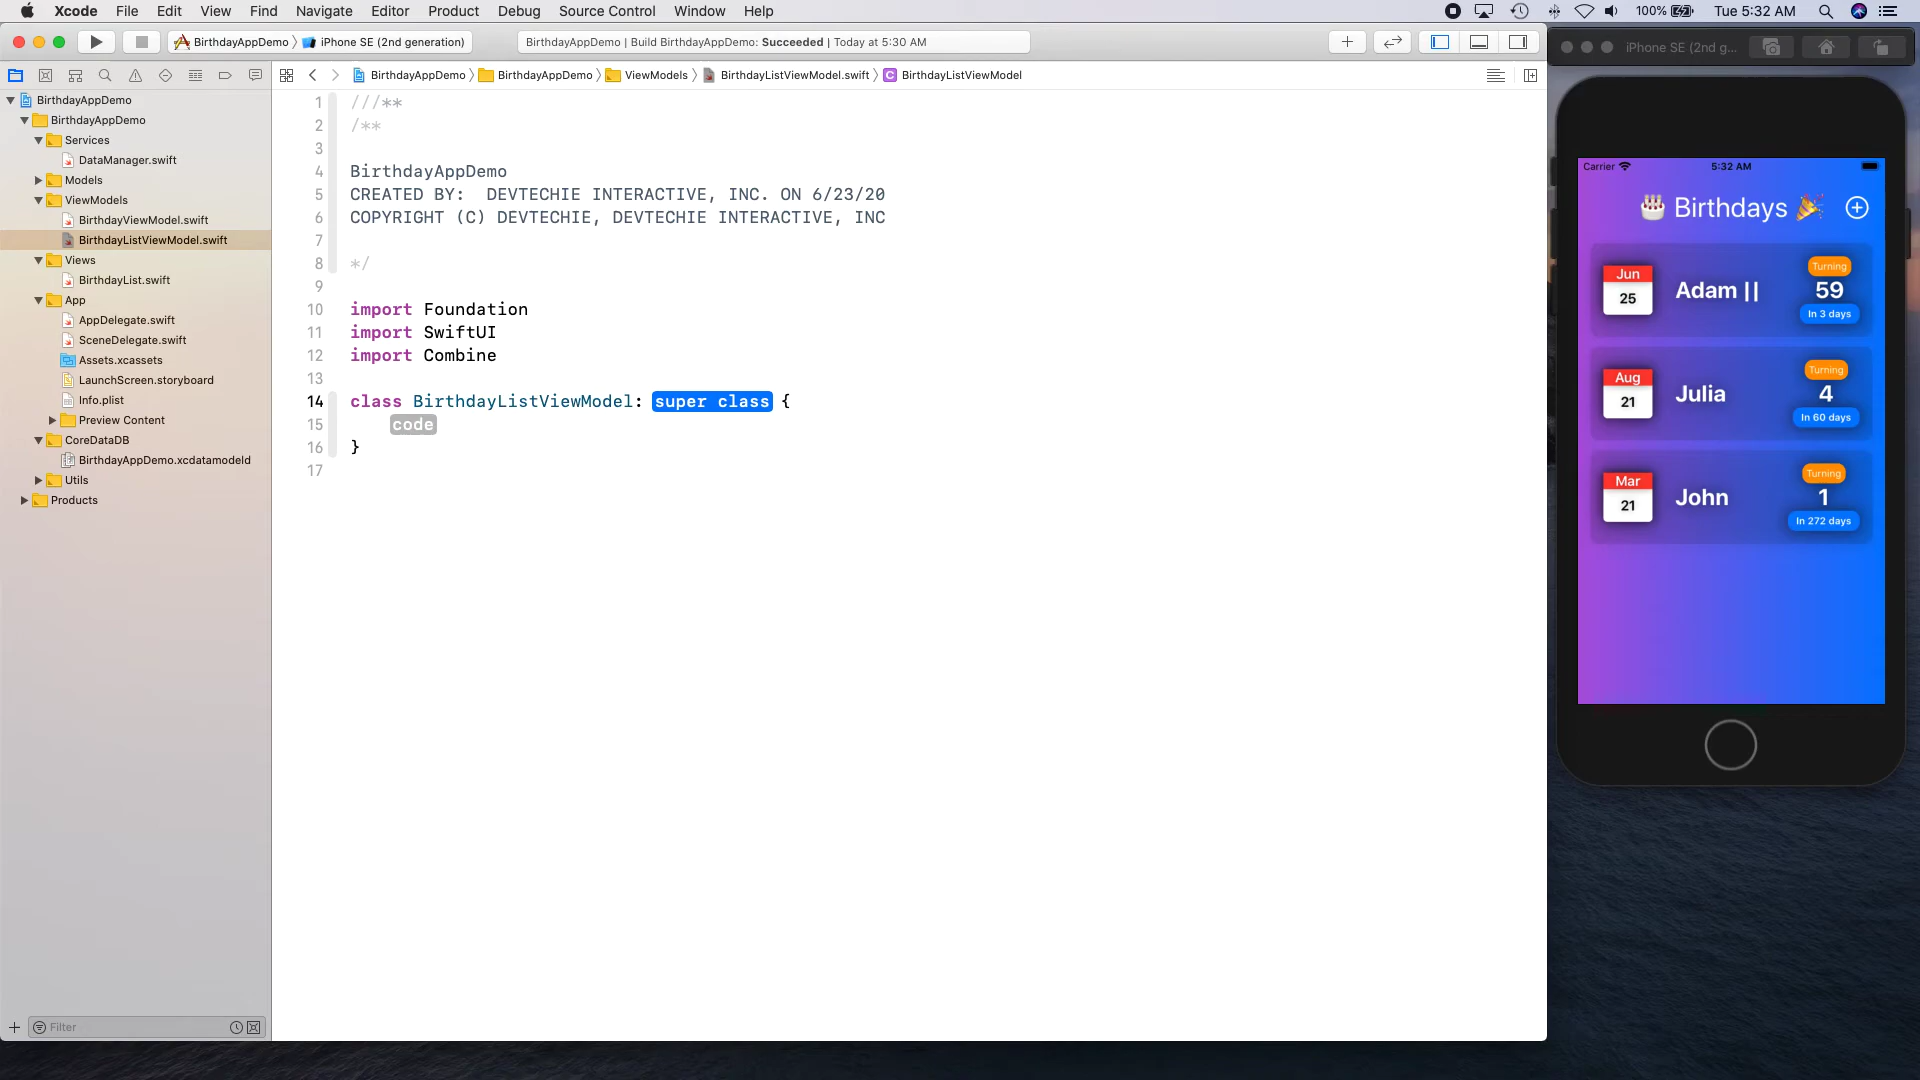 Xcode File Edit View Find Navigate Editor Product Debug Source Control Window Help 100% Tue 5:32 AM
BirthdayAppDemo iPhone SE (2nd generation) BirthdayAppDemo | Build BirthdayAppDemo: Succeeded | Today at 5:30 AM
iPhone SE (2nd g...
BirthdayAppDemo BirthdayAppDemo ViewModels BirthdayListViewModel.swift C BirthdayListViewModel
BirthdayAppDemo
BirthdayAppDemo
Services
DataManager.swift
Models
ViewModels
BirthdayViewModel.swift
BirthdayListViewModel.swift
Views
BirthdayList.swift
App
AppDelegate.swift
SceneDelegate.swift
Assets.xcassets
LaunchScreen.storyboard
Info.plist
Preview Content
CoreDataDB
BirthdayAppDemo.xcdatamodeld
Utils
Products
Filter
1 ///**
2 /**
3
4 BirthdayAppDemo
5 CREATED BY: DEVTECHIE INTERACTIVE, INC. ON 6/23/20
6 COPYRIGHT (C) DEVTECHIE, DEVTECHIE INTERACTIVE, INC
7
8 */
9
10 import Foundation
11 import SwiftUI
12 import Combine
13
14 class BirthdayListViewModel: super class {
15 code
16 }
17
Carrier 5:32 AM
🎂 Birthdays 🎉
Jun
25
Adam ||
Turning
59
In 3 days
Aug
21
Julia
Turning
4
In 60 days
Mar
21
John
Turning
1
In 272 days